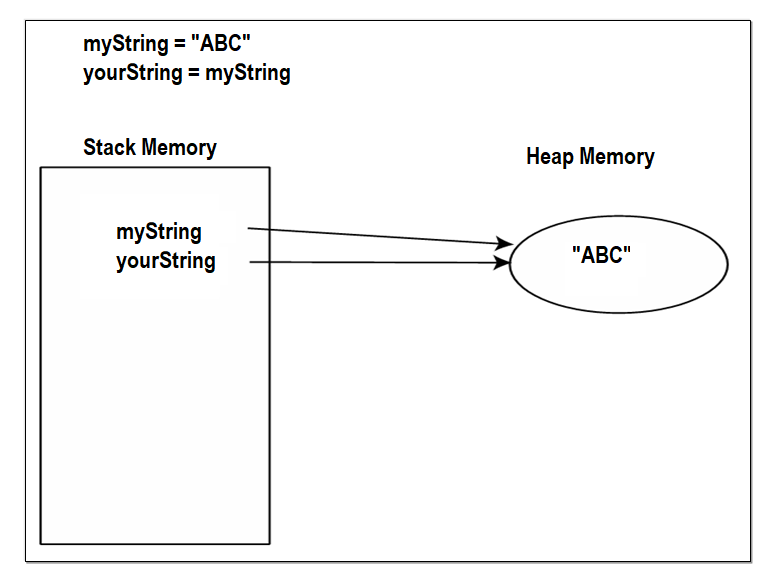 myString = "ABC"
yourString = myString
Stack Memory
Heap Memory
myString
yourString
"ABC"